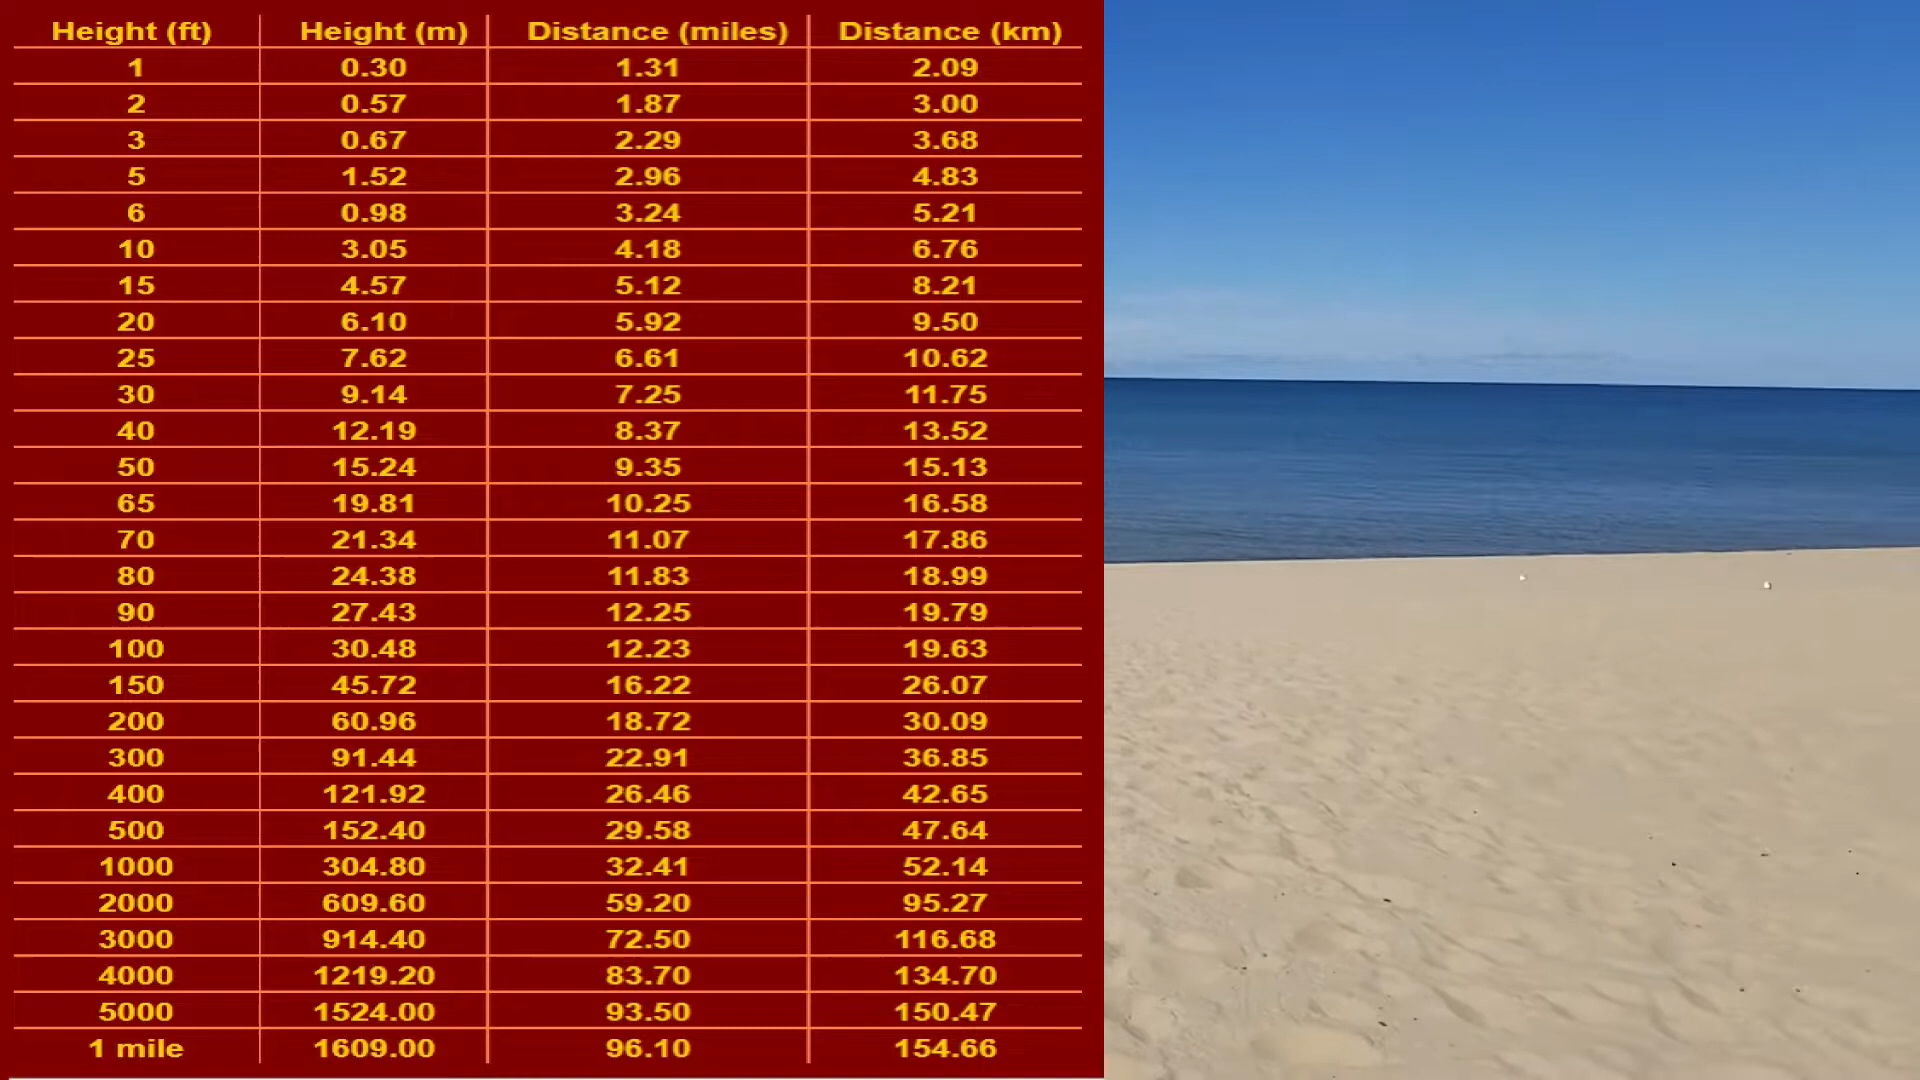 Height (ft) Height (m) Distance (miles) Distance (km)
1 0.30 1.31 2.09
2 0.57 1.87 3.00
3 0.67 2.29 3.68
5 1.52 2.96 4.83
6 0.98 3.24 5.21
10 3.05 4.18 6.76
15 4.57 5.12 8.21
20 6.10 5.92 9.50
25 7.62 6.61 10.62
30 9.14 7.25 11.75
40 12.19 8.37 13.52
50 15.24 9.35 15.13
65 19.81 10.25 16.58
70 21.34 11.07 17.86
80 24.38 11.83 18.99
90 27.43 12.25 19.79
100 30.48 12.23 19.63
150 45.72 16.22 26.07
200 60.96 18.72 30.09
300 91.44 22.91 36.85
400 121.92 26.46 42.65
500 152.40 29.58 47.64
1000 304.80 32.41 52.14
2000 609.60 59.20 95.27
3000 914.40 72.50 116.68
4000 1219.20 83.70 134.70
5000 1524.00 93.50 150.47
1 mile 1609.00 96.10 154.66